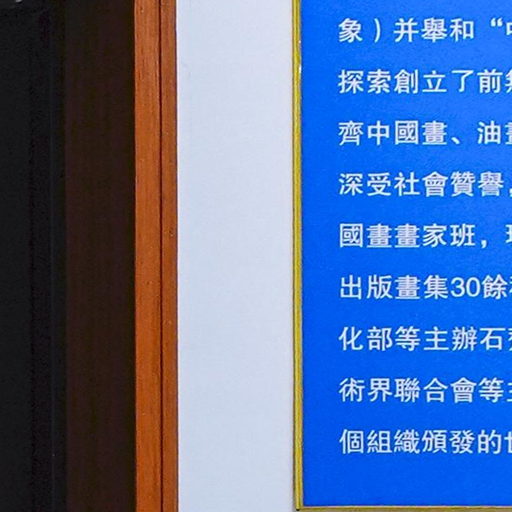 象）并舉和“
探索創立了前
齊中國畫、油
深受社會贊譽，
國畫畫家班，
出版畫集30餘
化部等主辦石
術界聯合會等
個組織頒發的